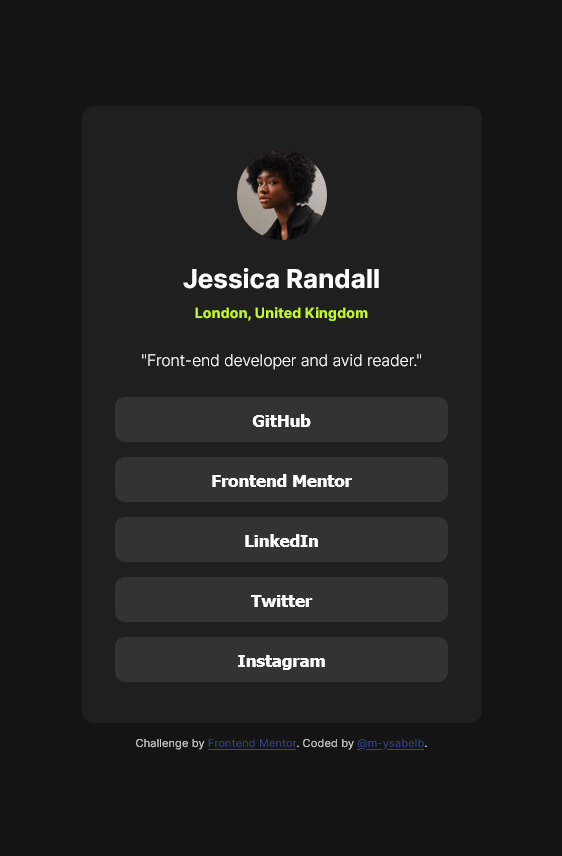 Jessica Randall
London, United Kingdom
"Front-end developer and avid reader."
GitHub
Frontend Mentor
LinkedIn
Twitter
Instagram
Challenge by Frontend Mentor. Coded by @m-ysabelb.